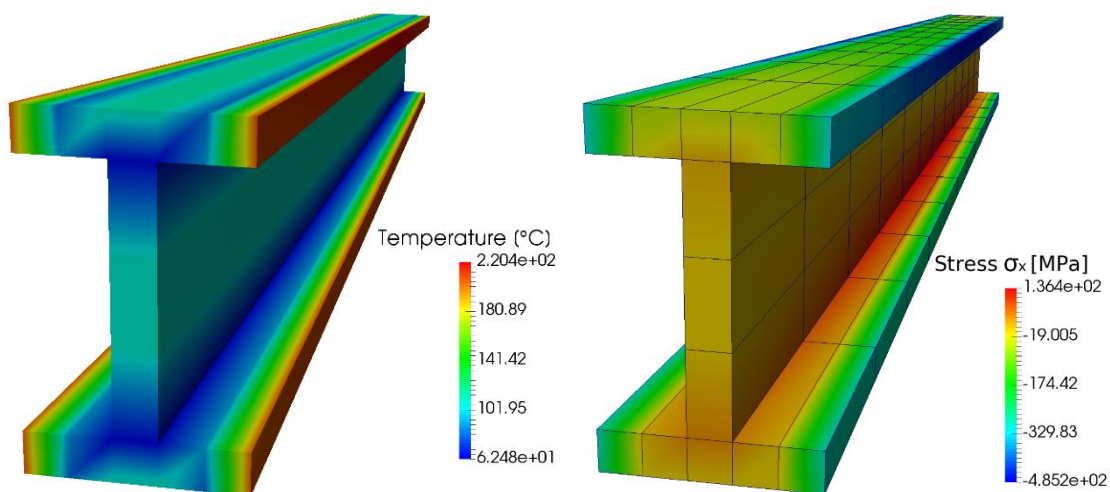 Temperature (°C)
2.204e+02
180.89
141.42
101.95
6.248e+01
Stress σx [MPa]
1.364e+02
-19.005
-174.42
-329.83
-4.852e+02